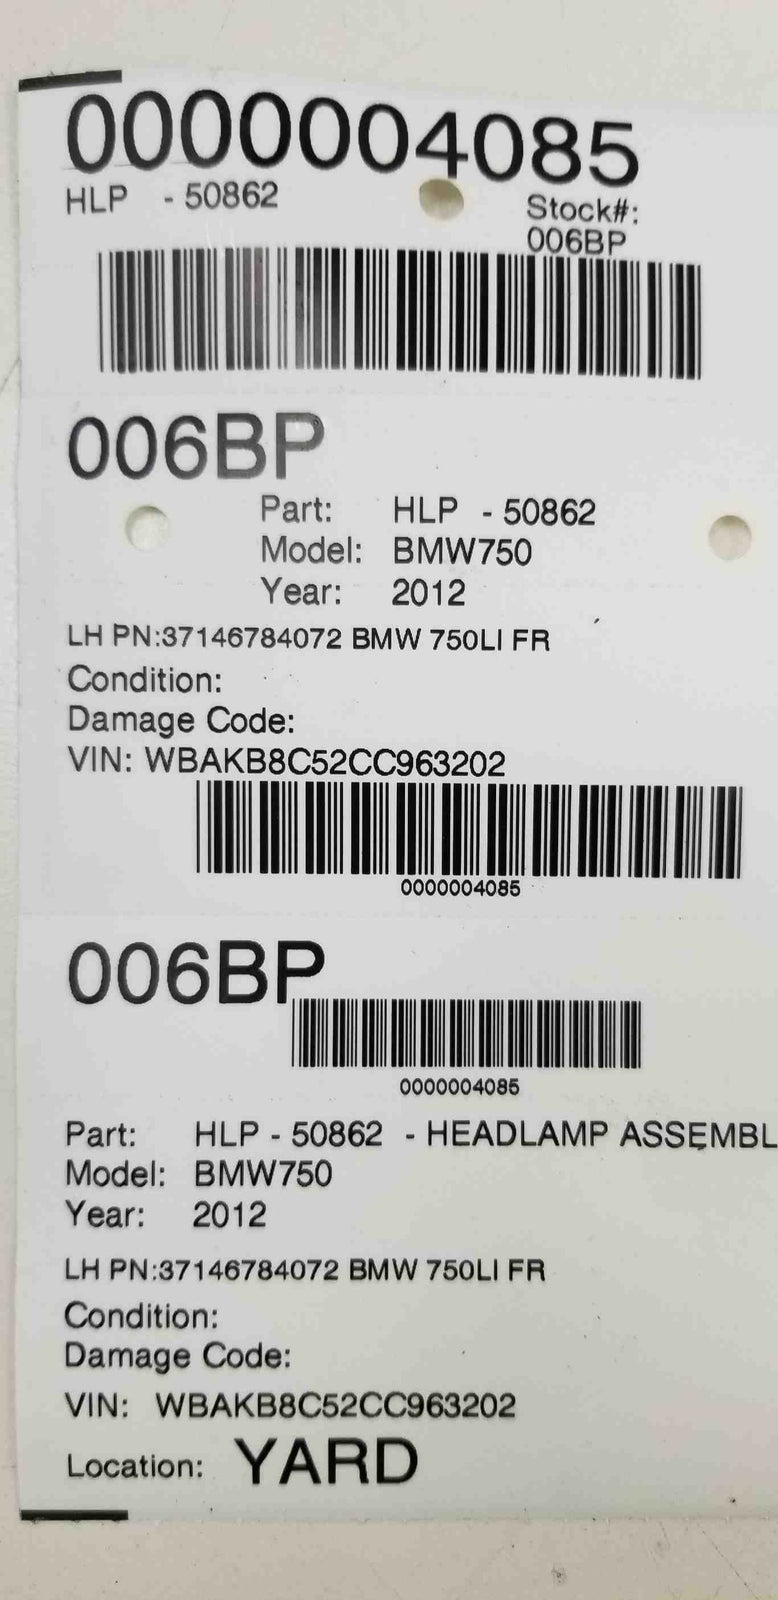 0000004085
HLP - 50862
Stock#:
006BP
006BP
Part: HLP - 50862
Model: BMW750
Year: 2012
LH PN:37146784072 BMW 750LI FR
Condition:
Damage Code:
VIN: WBAKB8C52CC963202
0000004085
006BP
0000004085
Part: HLP - 50862 - HEADLAMP ASSEMBL
Model: BMW750
Year: 2012
LH PN:37146784072 BMW 750LI FR
Condition:
Damage Code:
VIN: WBAKB8C52CC963202
Location: YARD